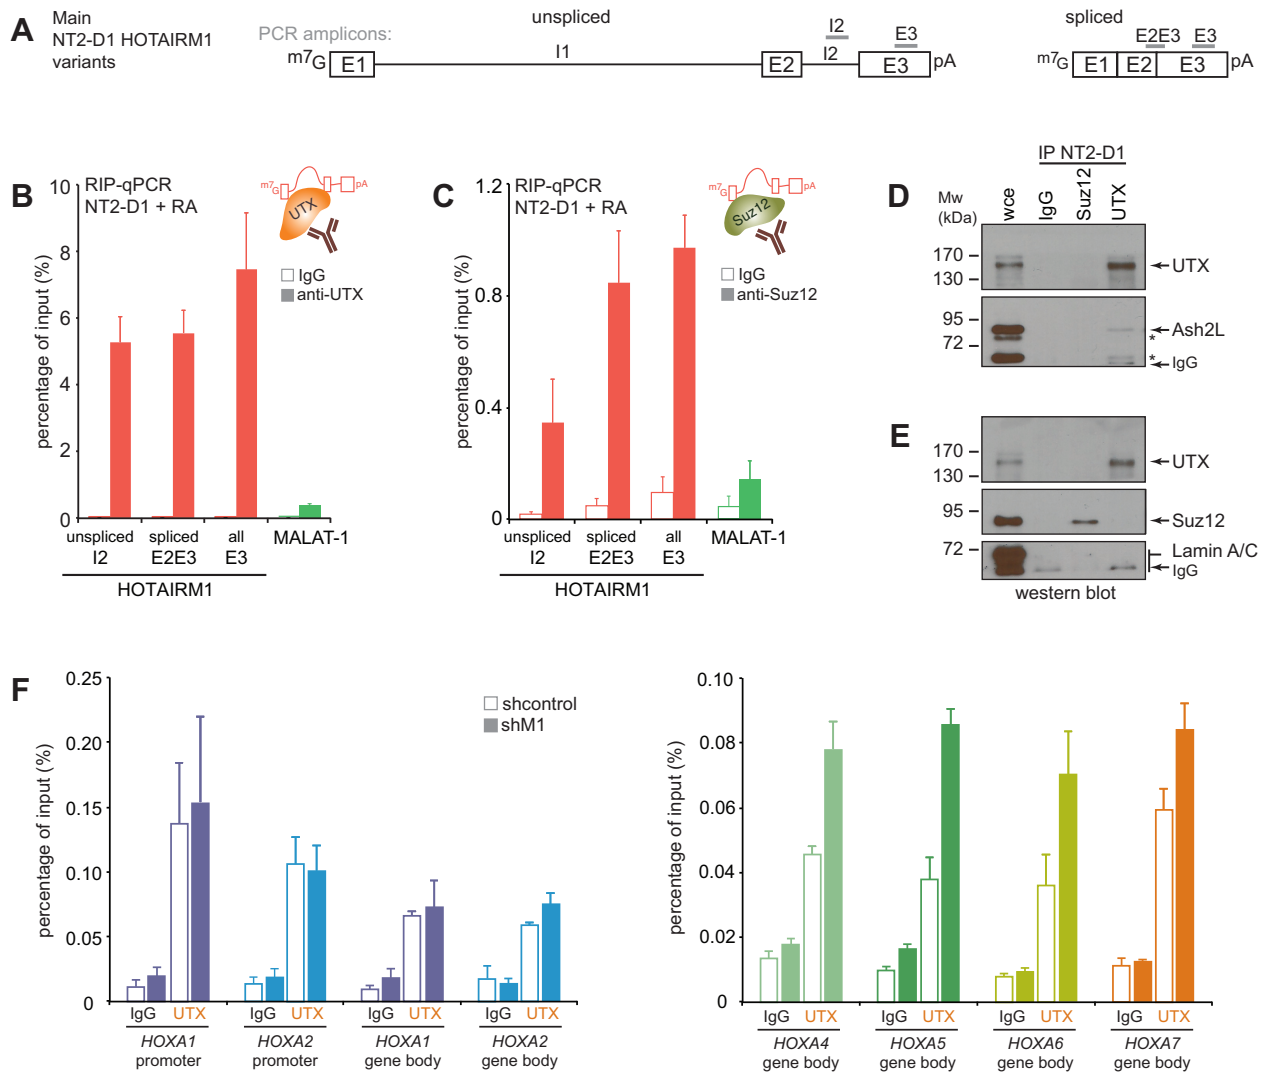 A
Main
NT2-D1 HOTAIRM1
variants
PCR amplicons:
unspliced
I2
E3
m7G E1 I1 E2 I2 E3 pA
spliced
E2E3 E3
m7G E1 E2 E3 pA
B
RIP-qPCR
NT2-D1 + RA
m7G pA
UTX
IgG
anti-UTX
percentage of input (%)
10
8
6
4
2
0
unspliced spliced all MALAT-1
I2 E2E3 E3
HOTAIRM1
C
RIP-qPCR
NT2-D1 + RA
m7G pA
Suz12
IgG
anti-Suz12
percentage of input (%)
1.2
0.8
0.4
0
unspliced spliced all MALAT-1
I2 E2E3 E3
HOTAIRM1
D
IP NT2-D1
Mw
(kDa)
wce IgG Suz12 UTX
170
130
UTX
95
72
Ash2L
*
*
IgG
E
170
130
UTX
95
Suz12
72
Lamin A/C
IgG
western blot
F
shcontrol
shM1
percentage of input (%)
0.25
0.20
0.15
0.10
0.05
0
IgG UTX IgG UTX IgG UTX IgG UTX
HOXA1 HOXA2 HOXA1 HOXA2
promoter promoter gene body gene body
percentage of input (%)
0.10
0.08
0.06
0.04
0.02
0
IgG UTX IgG UTX IgG UTX IgG UTX
HOXA4 HOXA5 HOXA6 HOXA7
gene body gene body gene body gene body